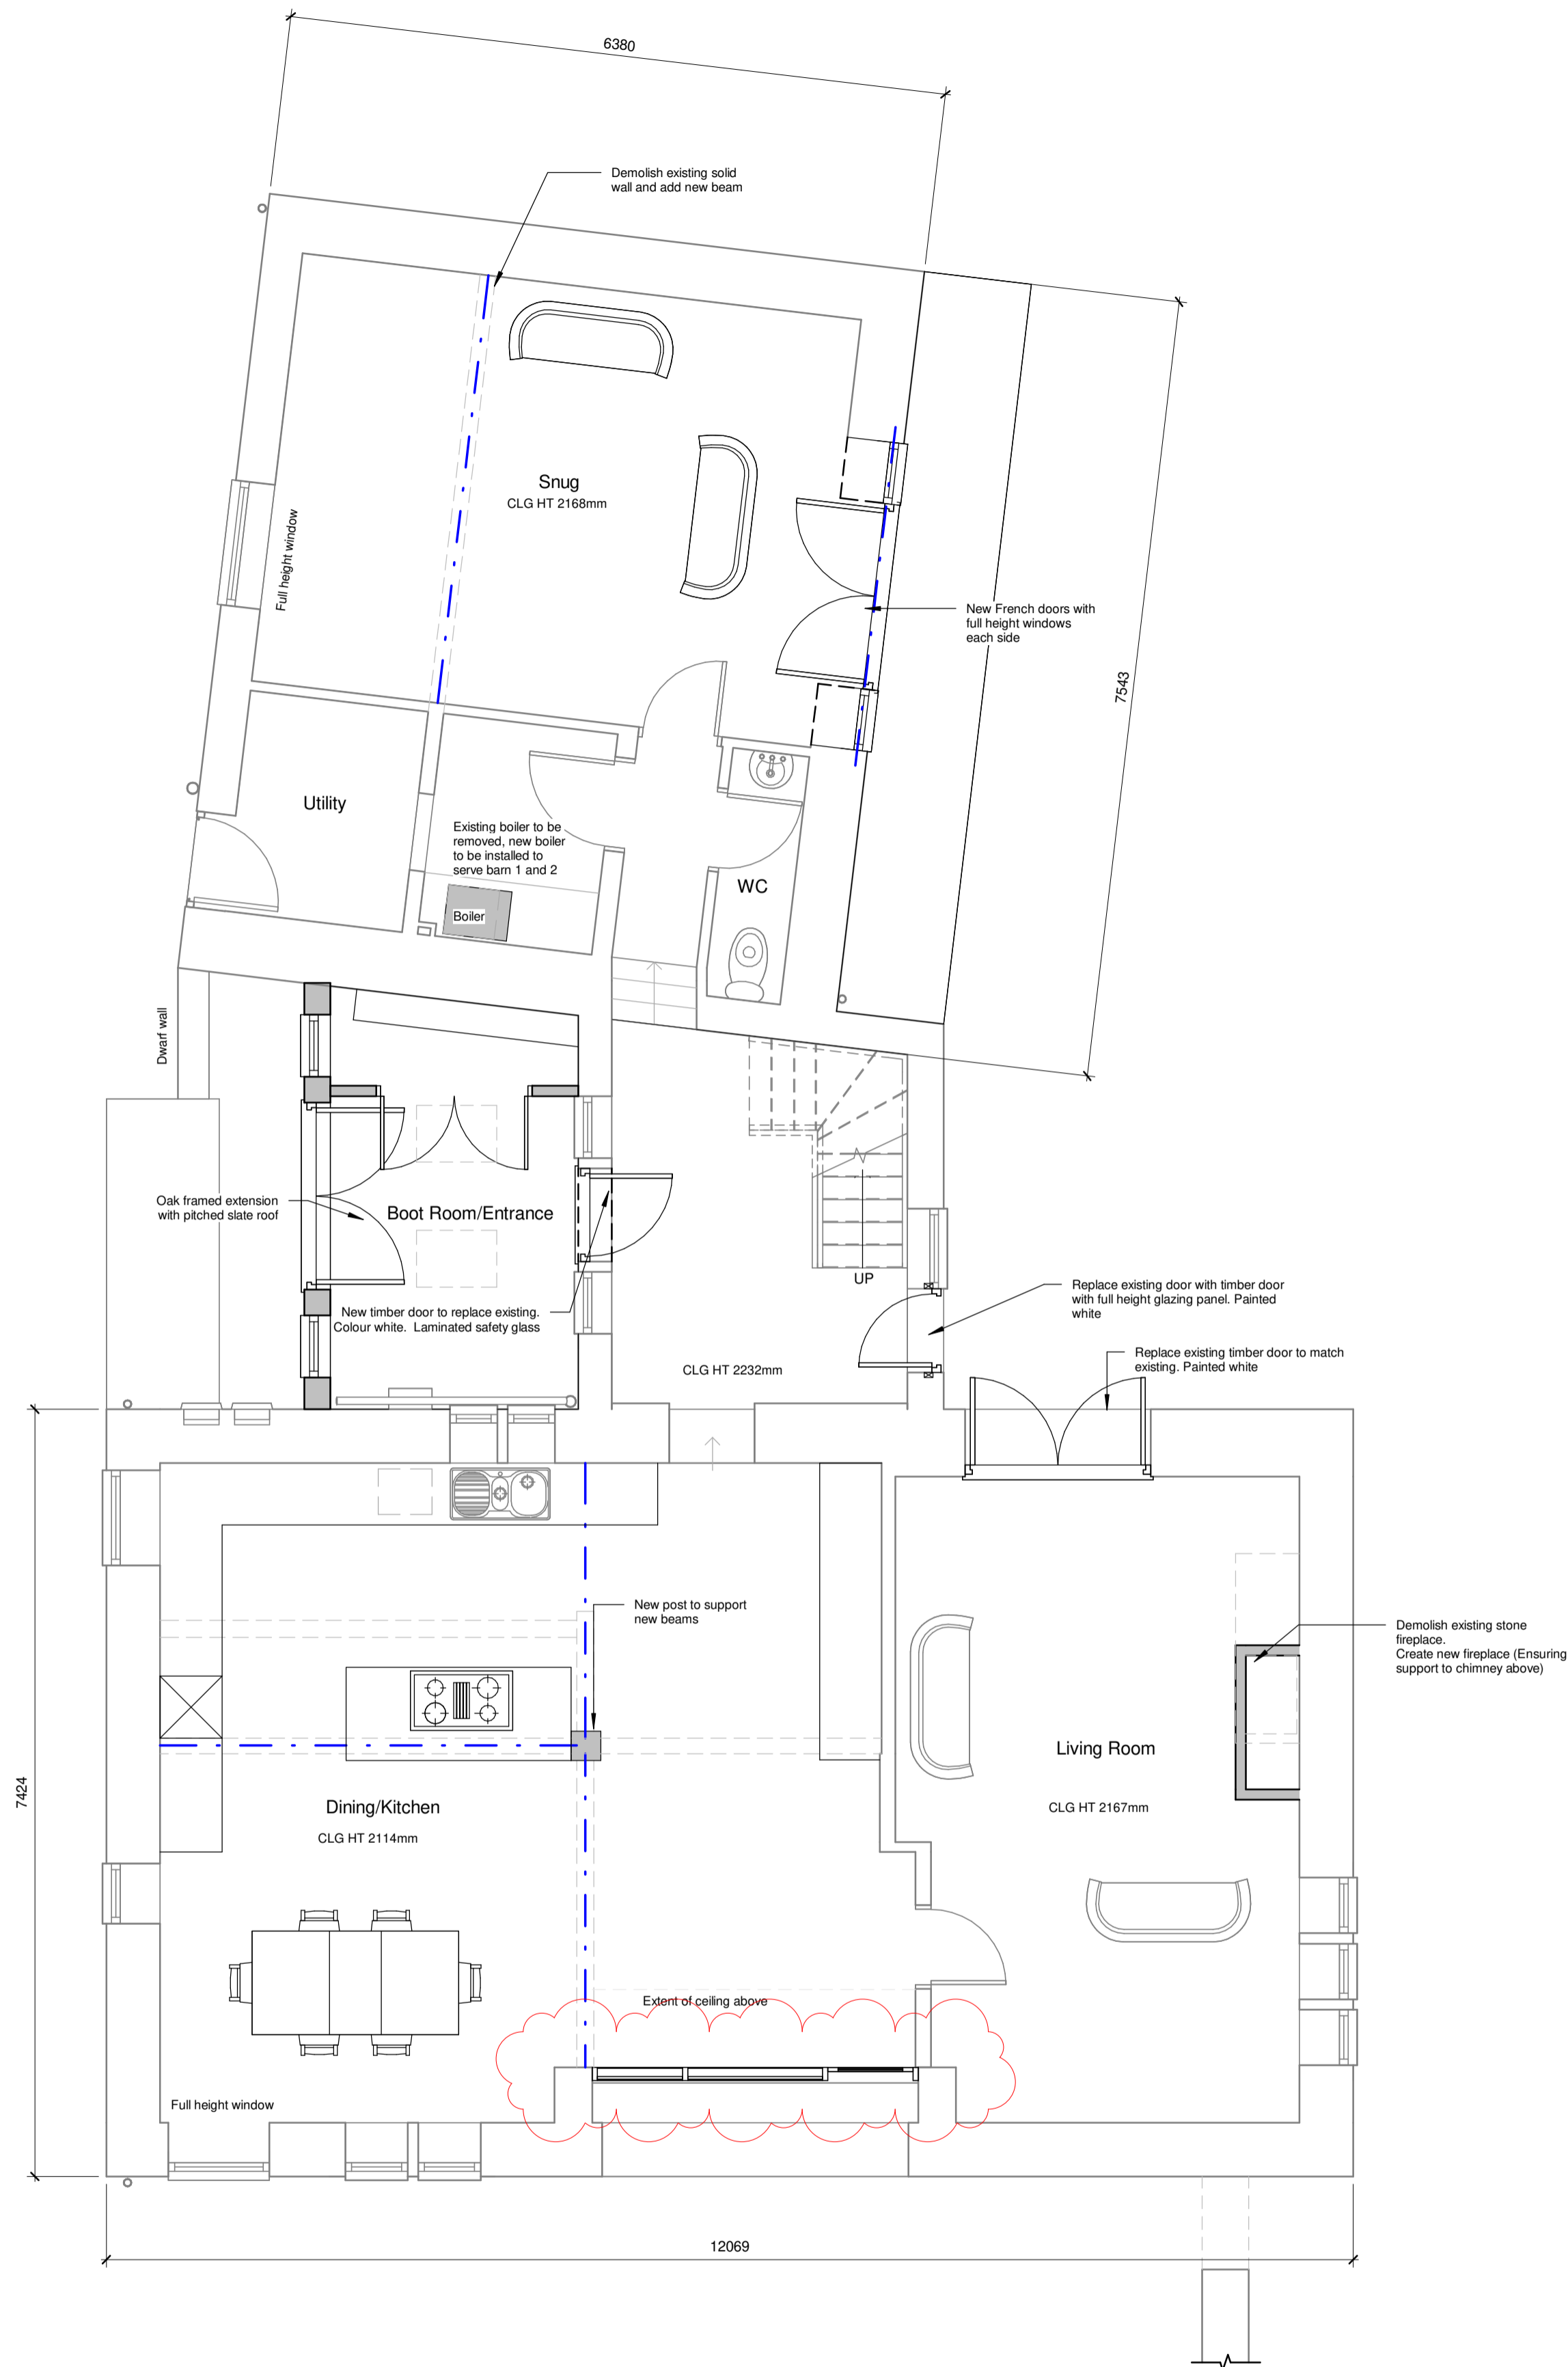 6380
Demolish existing solid
wall and add new beam
Snug
CLG HT 2168mm
Full height window
New French doors with
full height windows
each side
7543
Utility
Existing boiler to be
removed, new boiler
to be installed to
serve barn 1 and 2
Boiler
WC
Dwarf wall
Oak framed extension
with pitched slate roof
Boot Room/Entrance
UP
New timber door to replace existing.
Colour white. Laminated safety glass
Replace existing door with timber door
with full height glazing panel. Painted
white
Replace existing timber door to match
existing. Painted white
CLG HT 2232mm
New post to support
new beams
Demolish existing stone
fireplace.
Create new fireplace (Ensuring
support to chimney above)
Living Room
CLG HT 2167mm
7424
Dining/Kitchen
CLG HT 2114mm
Extent of ceiling above
Full height window
12069